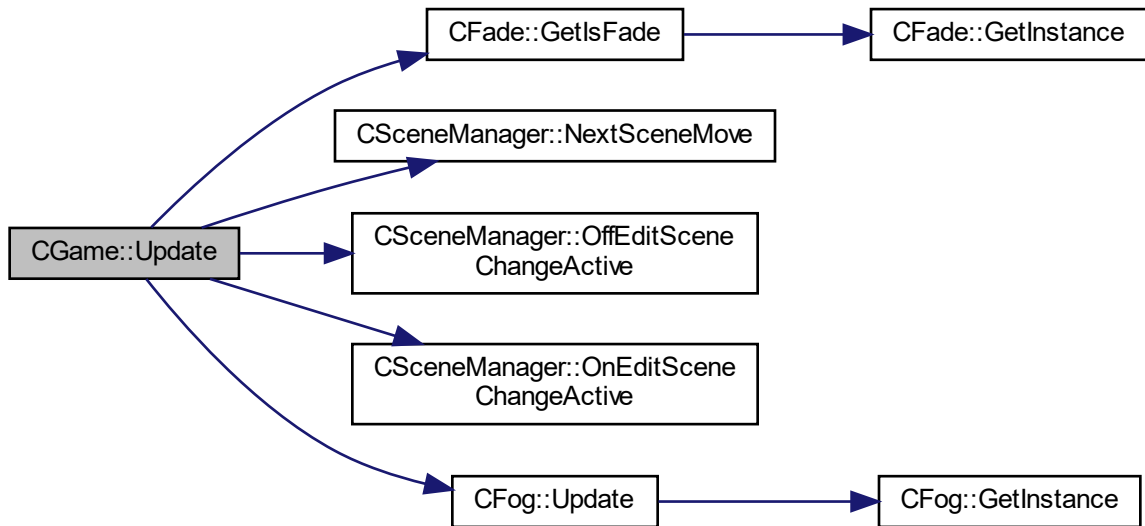 CFade::GetIsFade
CFade::GetInstance
CSceneManager::NextSceneMove
CGame::Update
CSceneManager::OffEditScene
ChangeActive
CSceneManager::OnEditScene
ChangeActive
CFog::Update
CFog::GetInstance